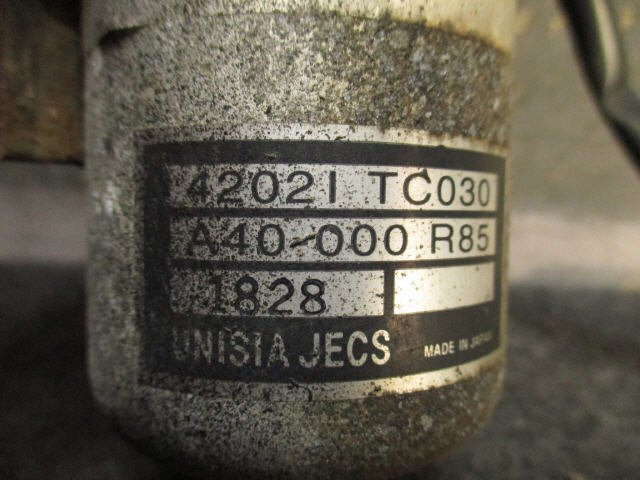 42021 TC030
A40-000 R85
1828
UNISIA JECS MADE IN JAPAN